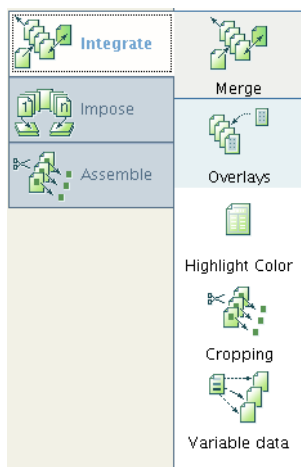 Integrate
Impose
Assemble
Merge
Overlays
Highlight Color
Cropping
Variable data